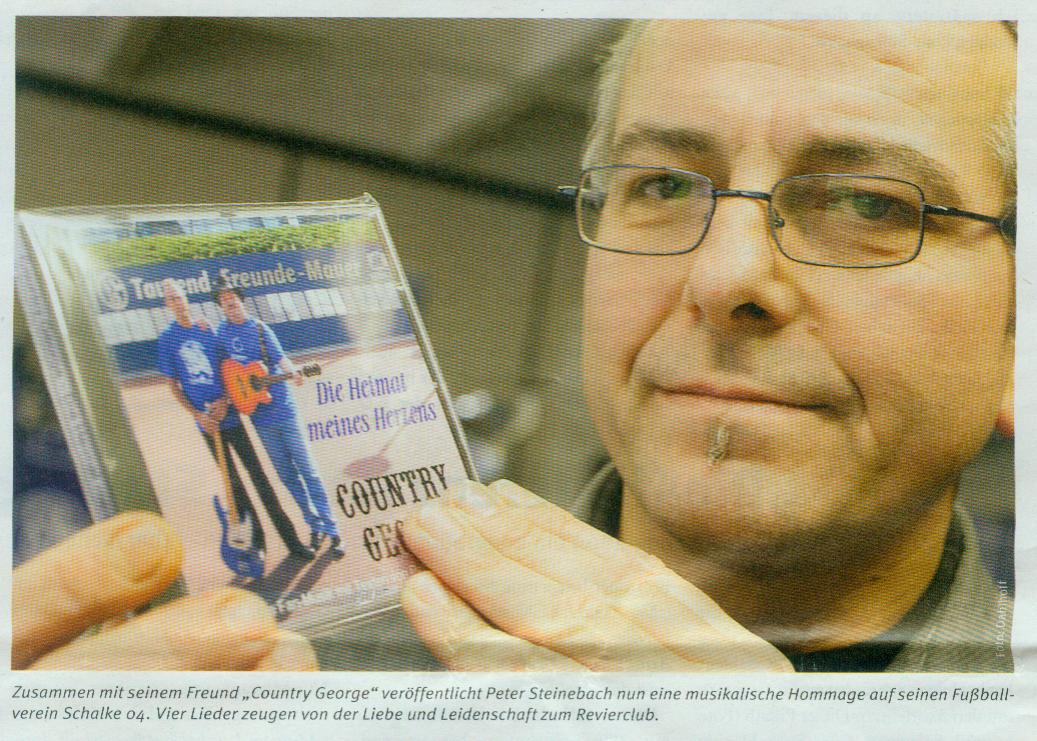 Tausend-Freunde-Mauer
Die Heimat
meines Herzens
COUNTRY
GEO
Zusammen mit seinem Freund „Country George“ veröffentlicht Peter Steinebach nun eine musikalische Hommage auf seinen Fußball-
verein Schalke 04. Vier Lieder zeugen von der Liebe und Leidenschaft zum Revierclub.